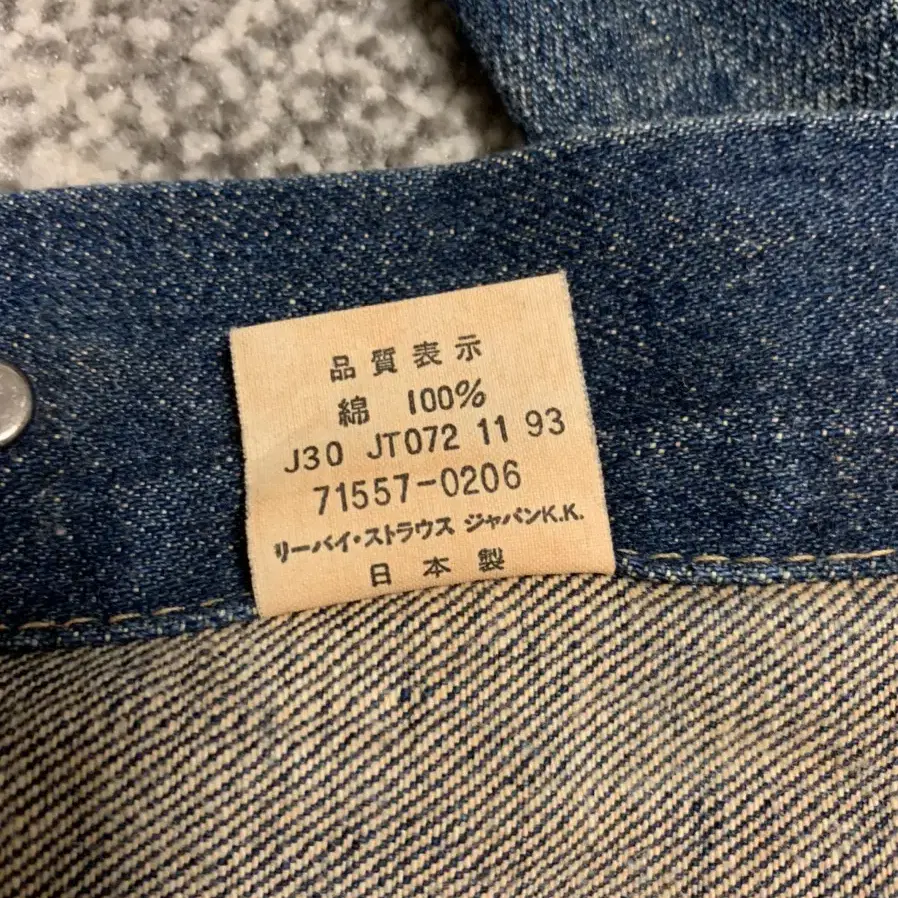 品質表示
綿 100%
J30 JT072 11 93
71557-0206
リーバイ・ストラウス ジャパンK.K.
日本製